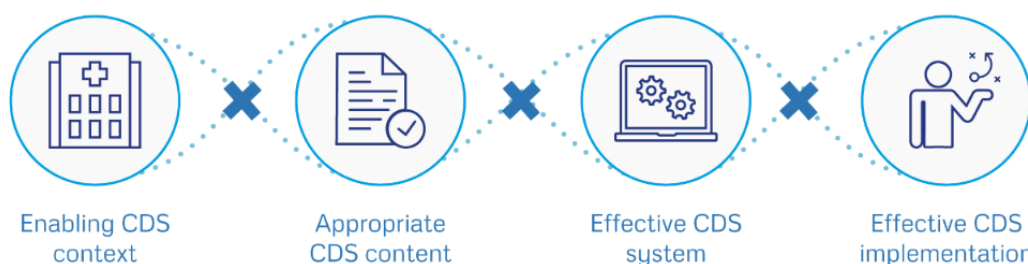 Enabling CDS
context
Appropriate
CDS content
Effective CDS
system
Effective CDS
implementation